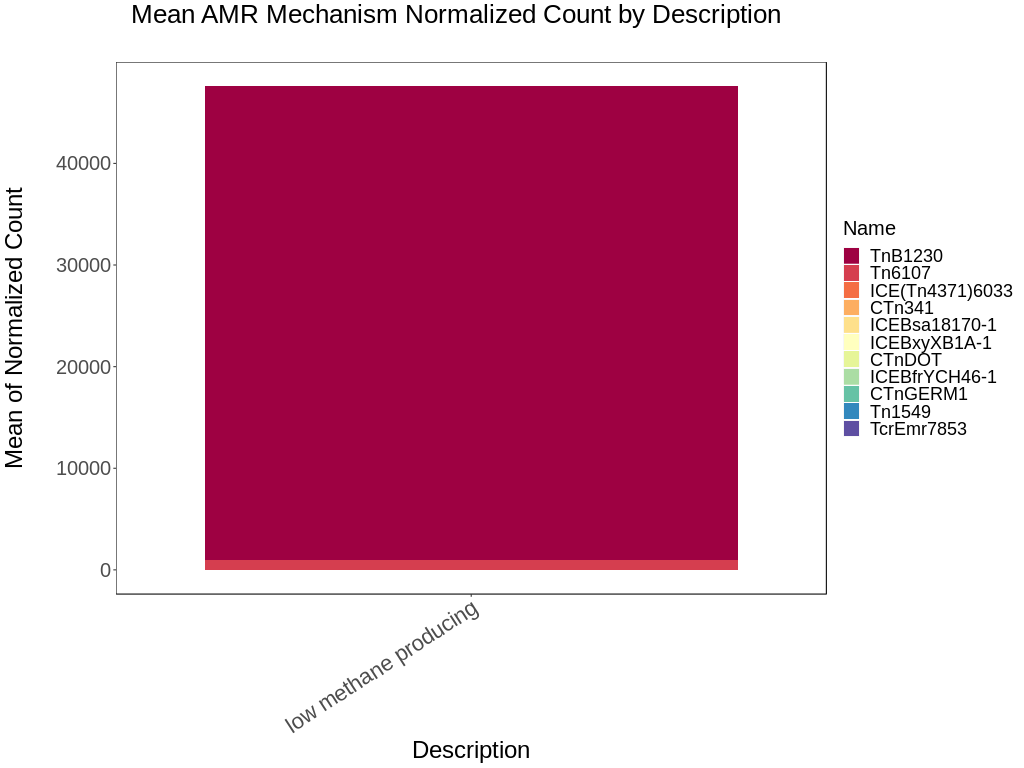 Mean AMR Mechanism Normalized Count by Description
Mean of Normalized Count
40000
30000
20000
10000
0
low methane producing
Description
Name
TnB1230
Tn6107
ICE(Tn4371)6033
CTn341
ICEBsa18170-1
ICEBxyXB1A-1
CTnDOT
ICEBfrYCH46-1
CTnGERM1
Tn1549
TcrEmr7853